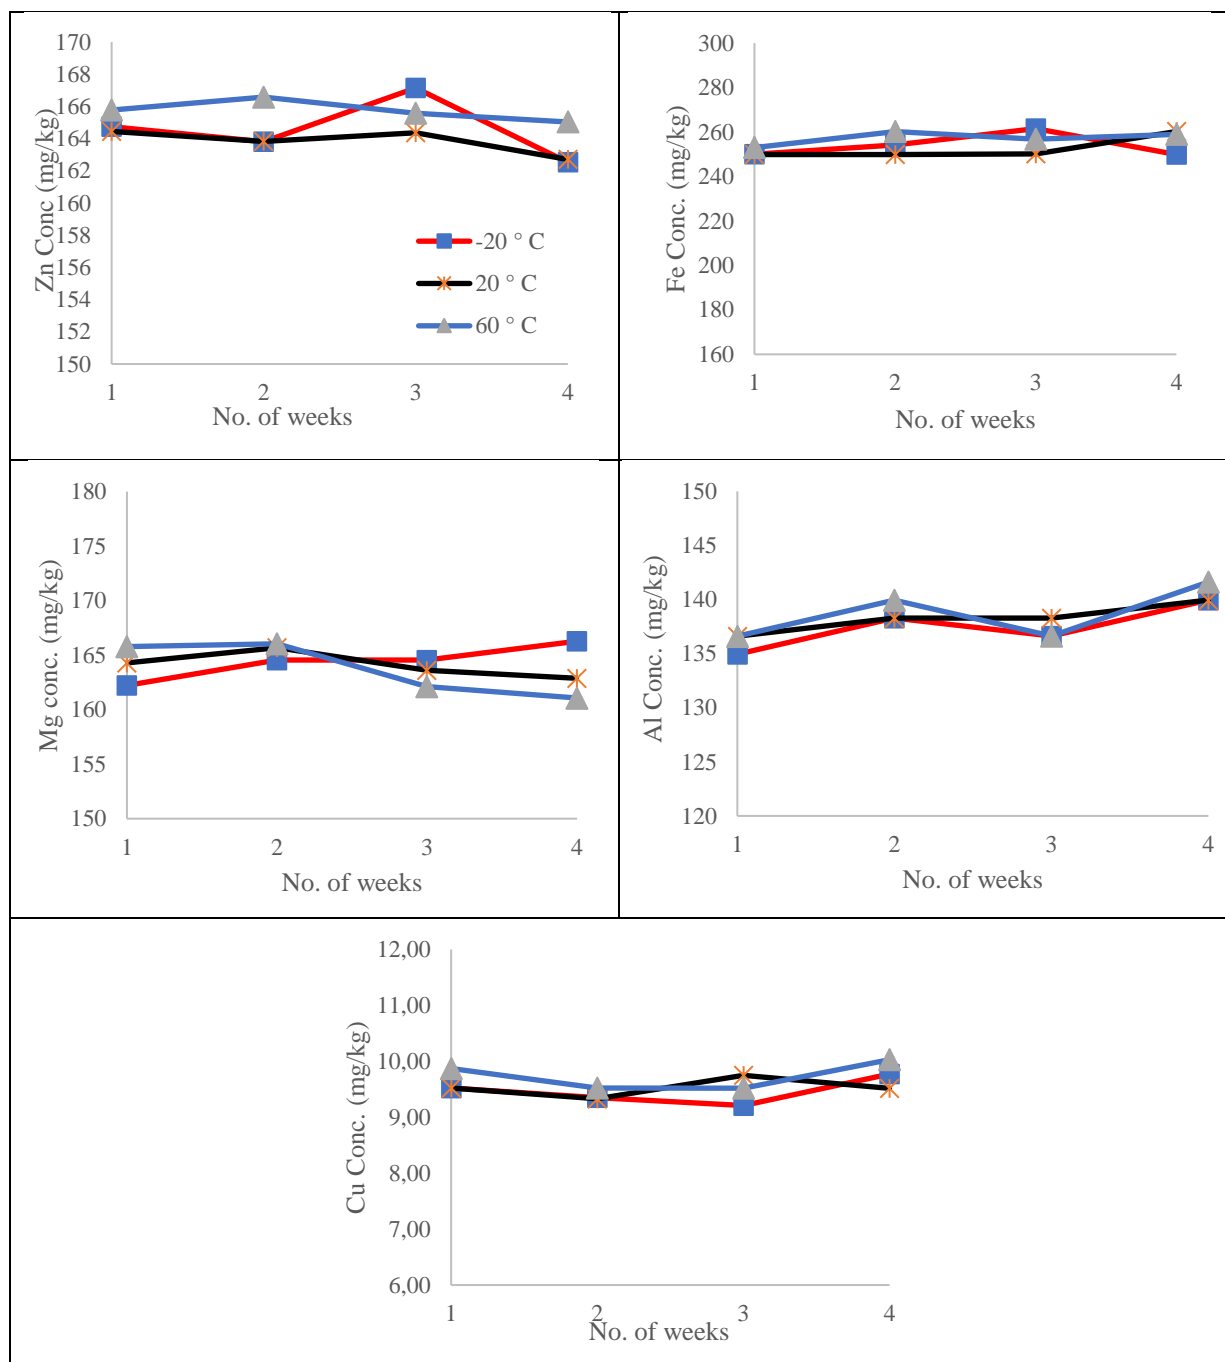 170
168
166
164
162
160
158
156
154
152
150
Zn Conc (mg/kg)
-20 ° C
20 ° C
60 ° C
1 2 3 4
No. of weeks
300
280
260
240
220
200
180
160
Fe Conc. (mg/kg)
1 2 3 4
No. of weeks
180
175
170
165
160
155
150
Mg conc. (mg/kg)
1 2 3 4
No. of weeks
150
145
140
135
130
125
120
Al Conc. (mg/kg)
1 2 3 4
No. of weeks
12,00
11,00
10,00
9,00
8,00
7,00
6,00
Cu Conc. (mg/kg)
1 2 3 4
No. of weeks